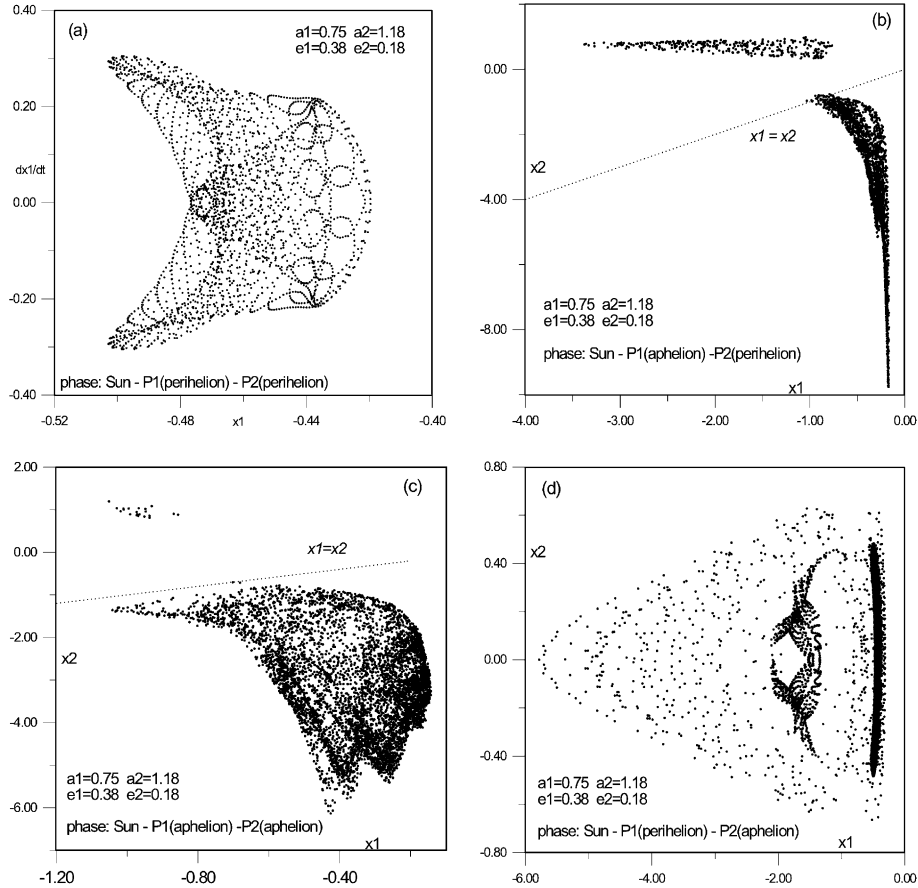 0.40
(a)
a1=0.75 a2=1.18
e1=0.38 e2=0.18
0.20
dx1/dt
0.00
-0.20
phase: Sun - P1(perihelion) - P2(perihelion)
-0.40
-0.52
-0.48
x1
-0.44
-0.40
(b)
0.00
x1 = x2
x2
-4.00
a1=0.75 a2=1.18
e1=0.38 e2=0.18
-8.00
phase: Sun - P1(aphelion) -P2(perihelion)
x1
-4.00
-3.00
-2.00
-1.00
0.00
2.00
(c)
x1=x2
0.00
x2
-2.00
-4.00
a1=0.75 a2=1.18
e1=0.38 e2=0.18
-6.00
phase: Sun - P1(aphelion) -P2(aphelion)
x1
-1.20
-0.80
-0.40
0.80
(d)
x2
0.40
0.00
-0.40
a1=0.75 a2=1.18
e1=0.38 e2=0.18
phase: Sun - P1(perihelion) - P2(aphelion)
x1
-0.80
-6.00
-4.00
-2.00
0.00